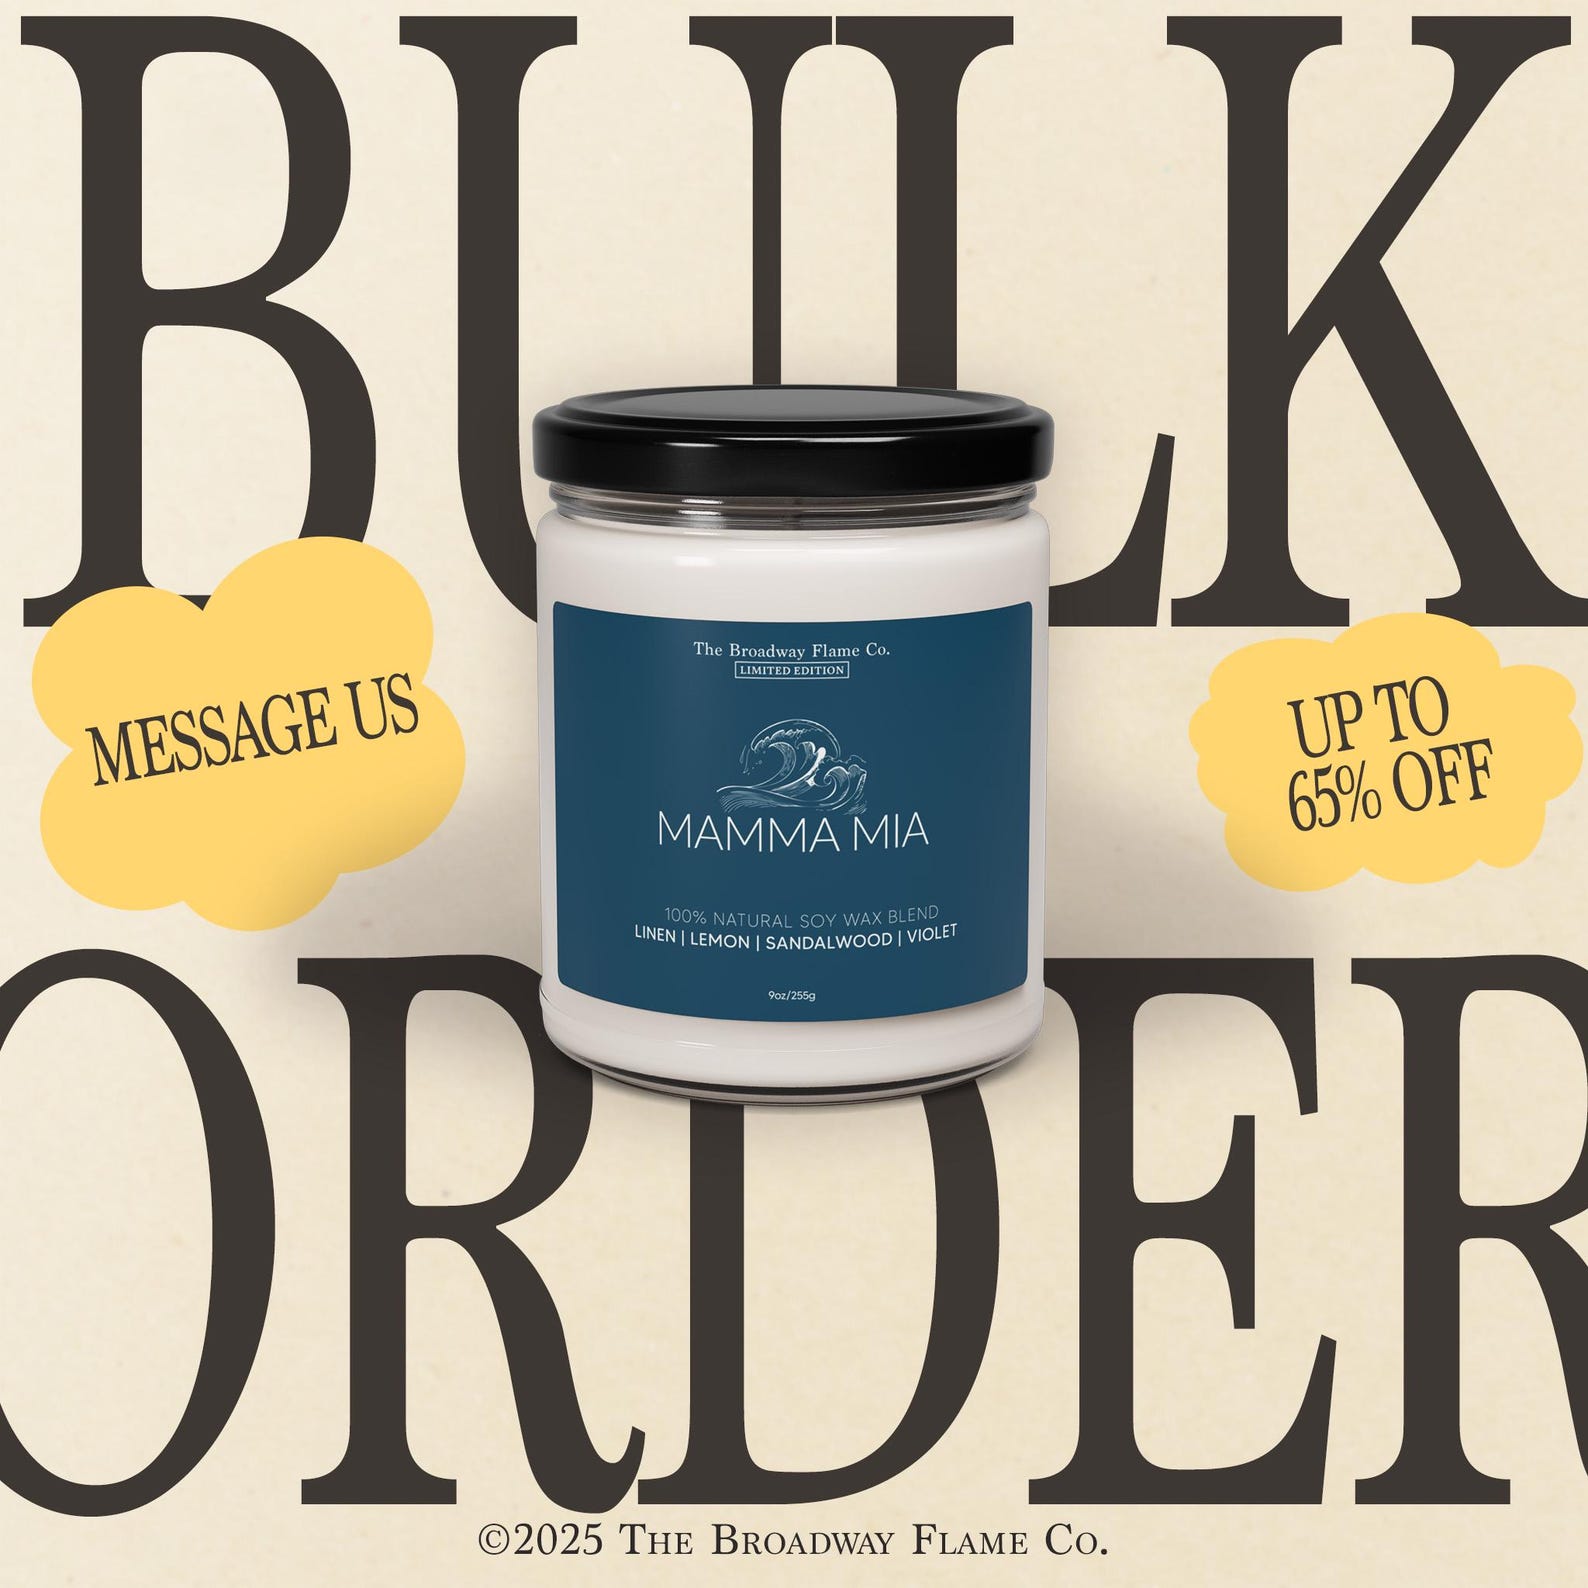 BULK
The Broadway Flame Co.
LIMITED EDITION
MESSAGE US
UP TO
65% OFF
MAMMA MIA
100% NATURAL SOY WAX BLEND
LINEN | LEMON | SANDALWOOD | VIOLET
9oz/255g
ORDER
©2025 THE BROADWAY FLAME CO.